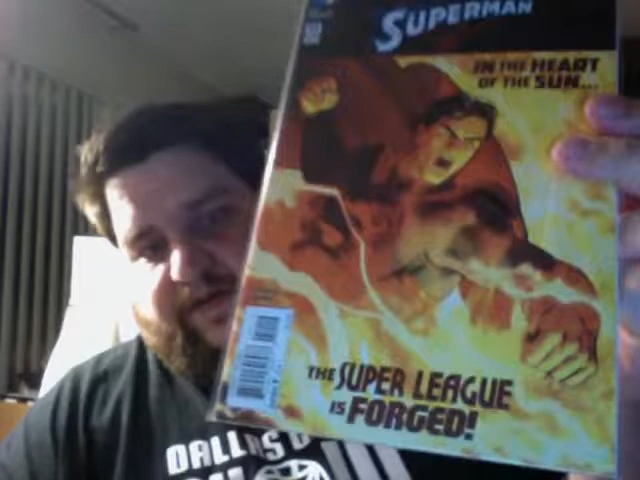 SUPERMAN
IN THE HEART
OF THE SUN...
THE SUPER LEAGUE
IS FORGED!
DALLAS